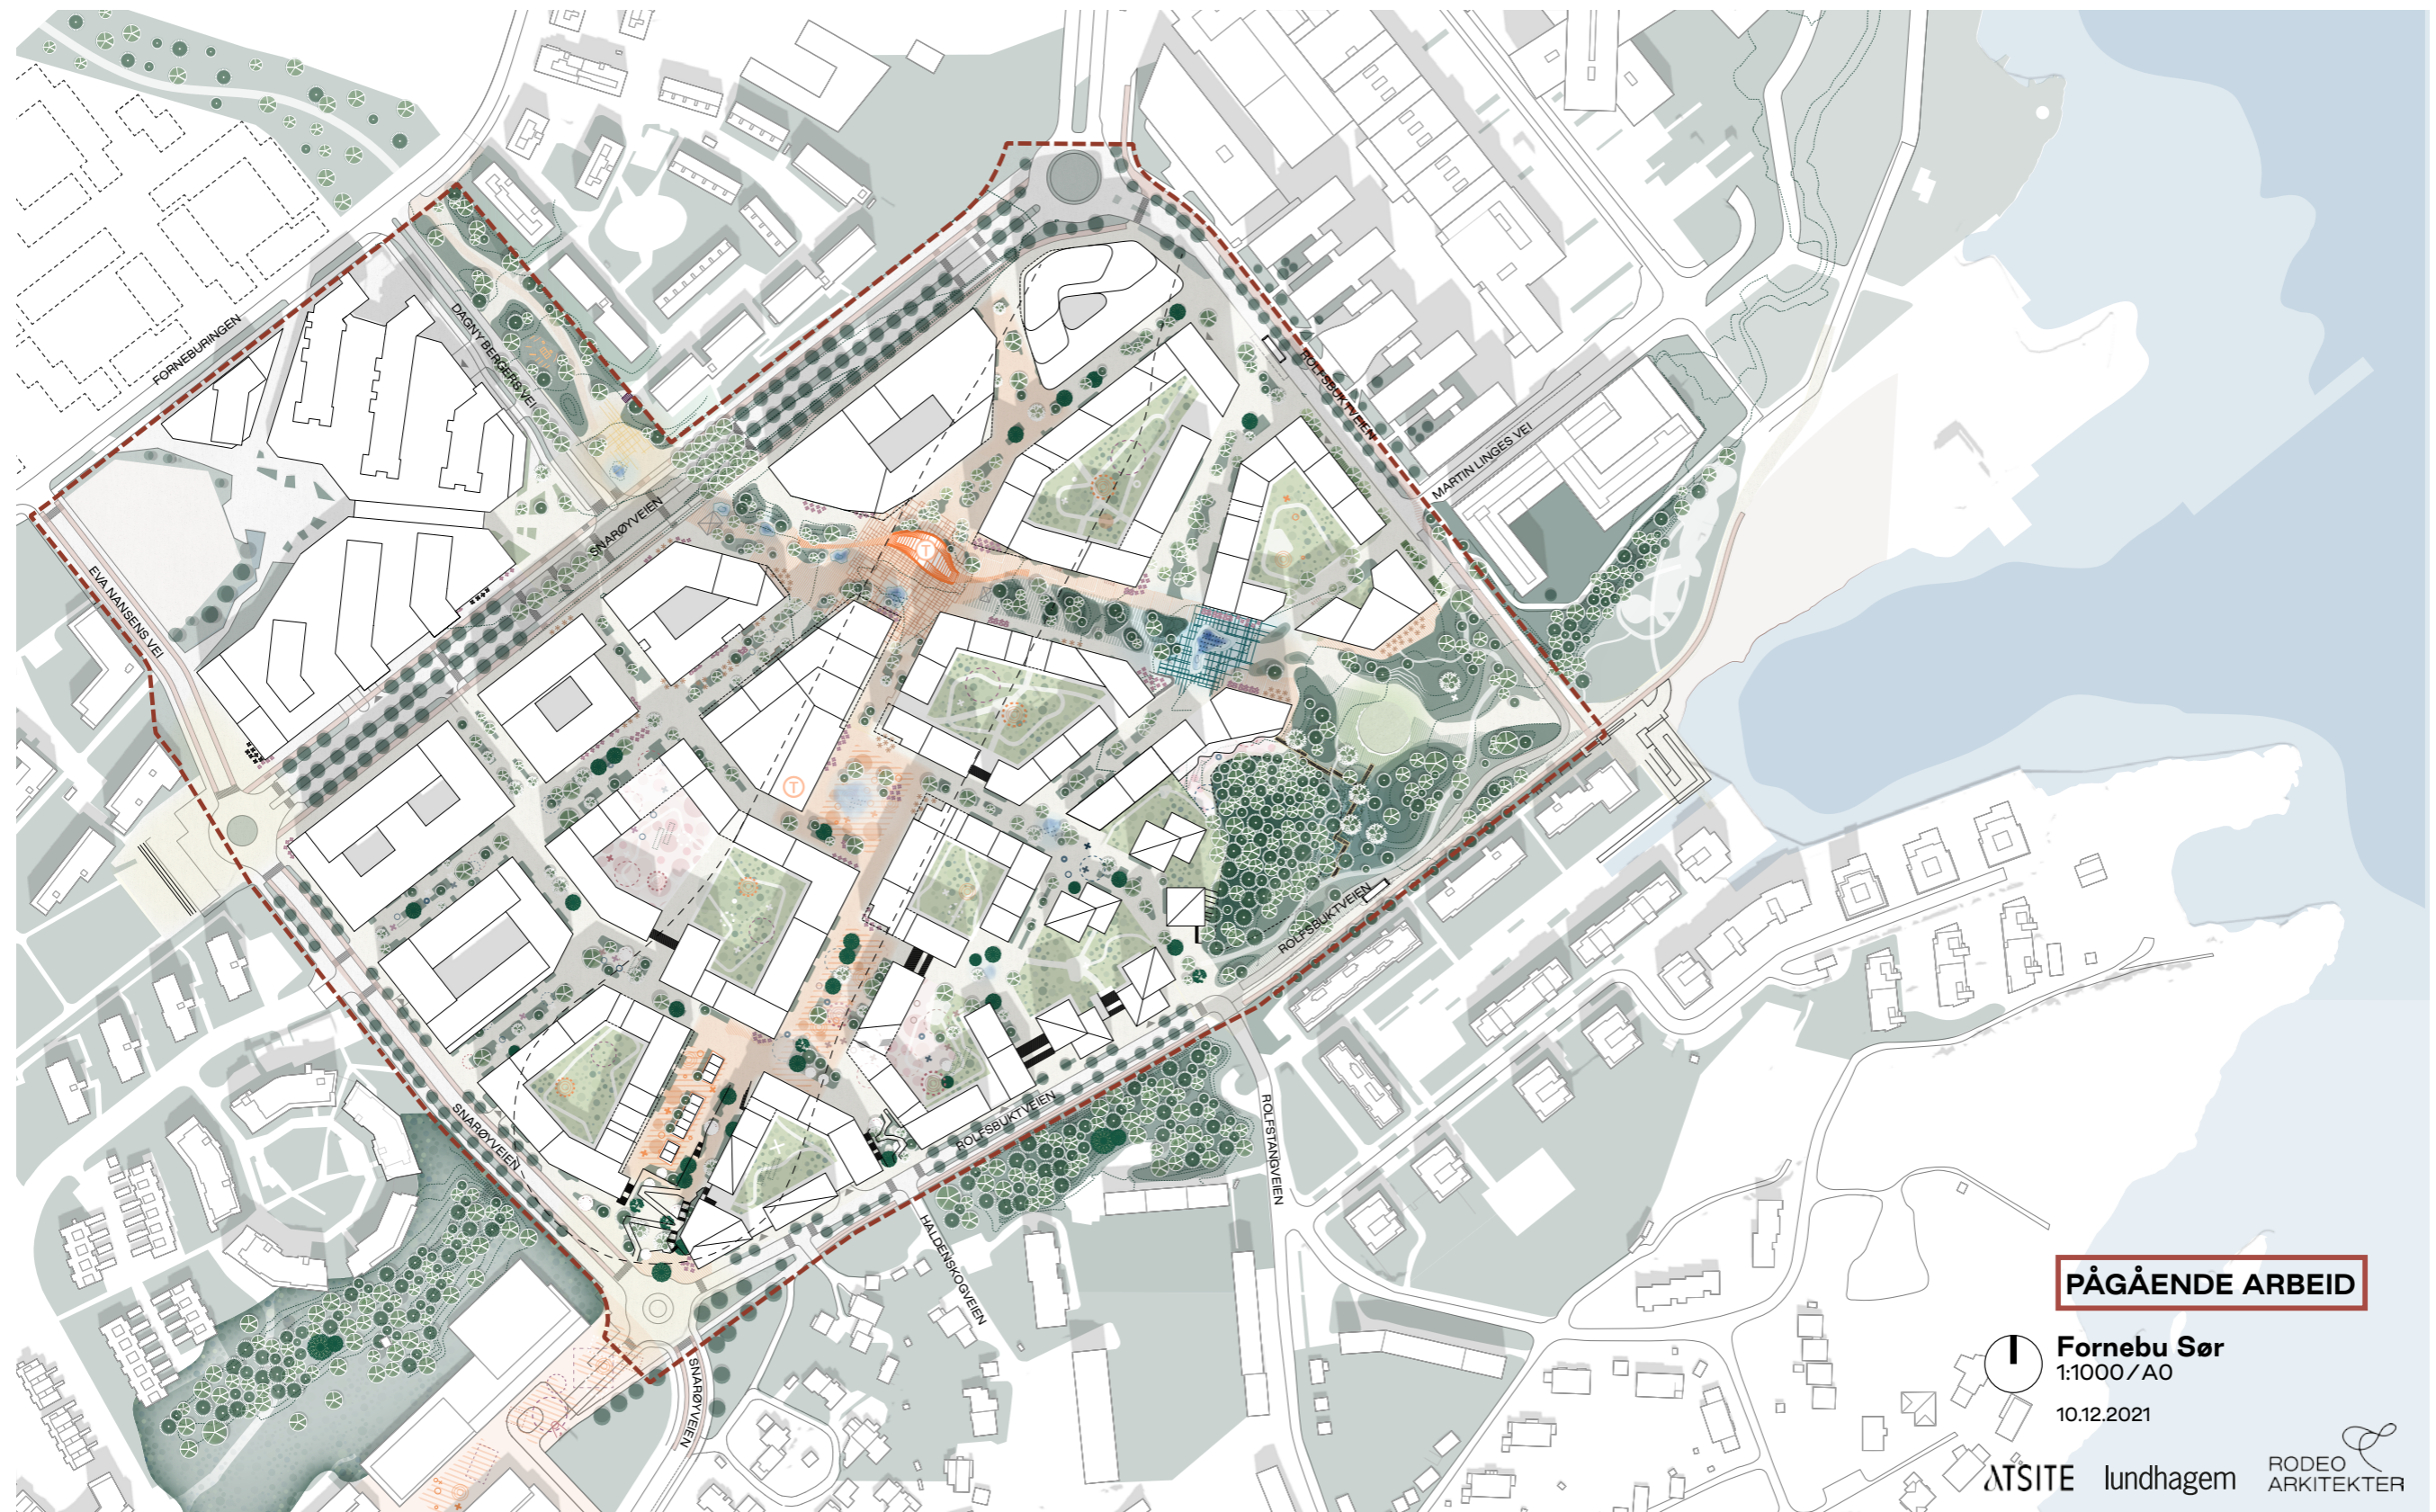 FORNEBURINGEN
DAGNY BERGERS VEI
ROLFSBUKTVEIEN
MARTIN LINGES VEI
SNARØYVEIEN
EVA NANSENS VEI
T
T
ROLFSBUKTVEIEN
SNARØYVEIEN
ROLFSBUKTVEIEN
ROLFSTANGVEIEN
HALDENSKOGVEIEN
SNARØYVEIEN
PÅGÅENDE ARBEID
Fornebu Sør
1:1000/A0
10.12.2021
ATSITE
lundhagem
RODEO
ARKITEKTER